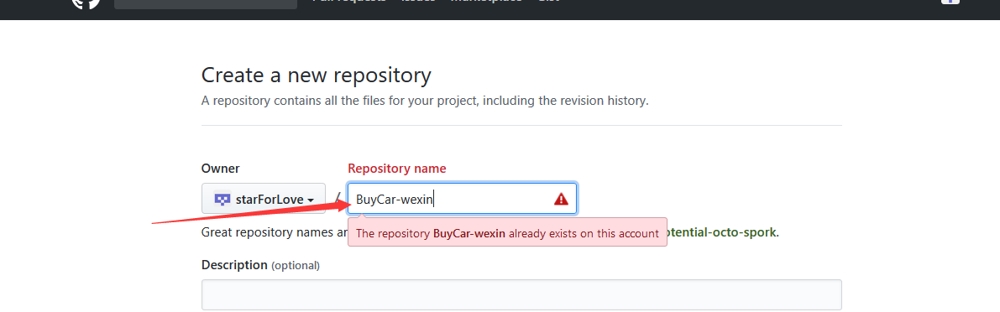 Pull requests Issues Marketplace Gist
Create a new repository
A repository contains all the files for your project, including the revision history.
Owner
Repository name
starForLove
/
BuyCar-wexin
The repository BuyCar-wexin already exists on this account
Great repository names ar
otential-octo-spork.
Description (optional)